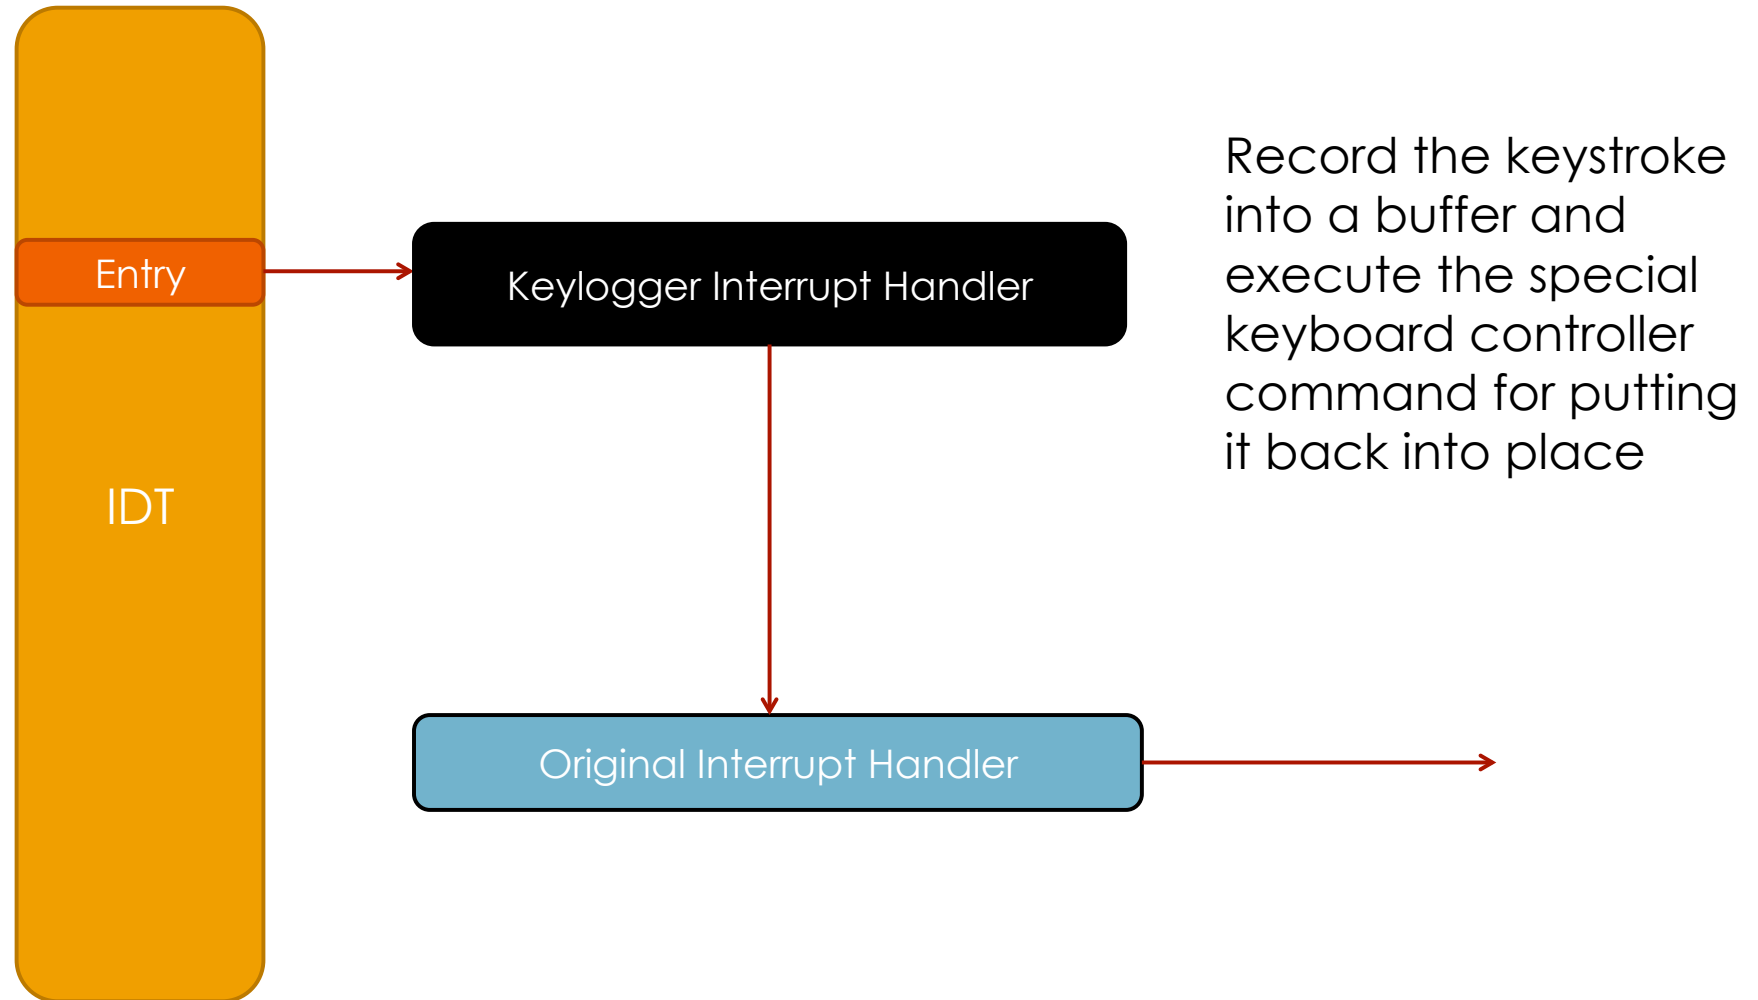 Entry
IDT
Keylogger Interrupt Handler
Original Interrupt Handler
Record the keystroke
into a buffer and
execute the special
keyboard controller
command for putting
it back into place